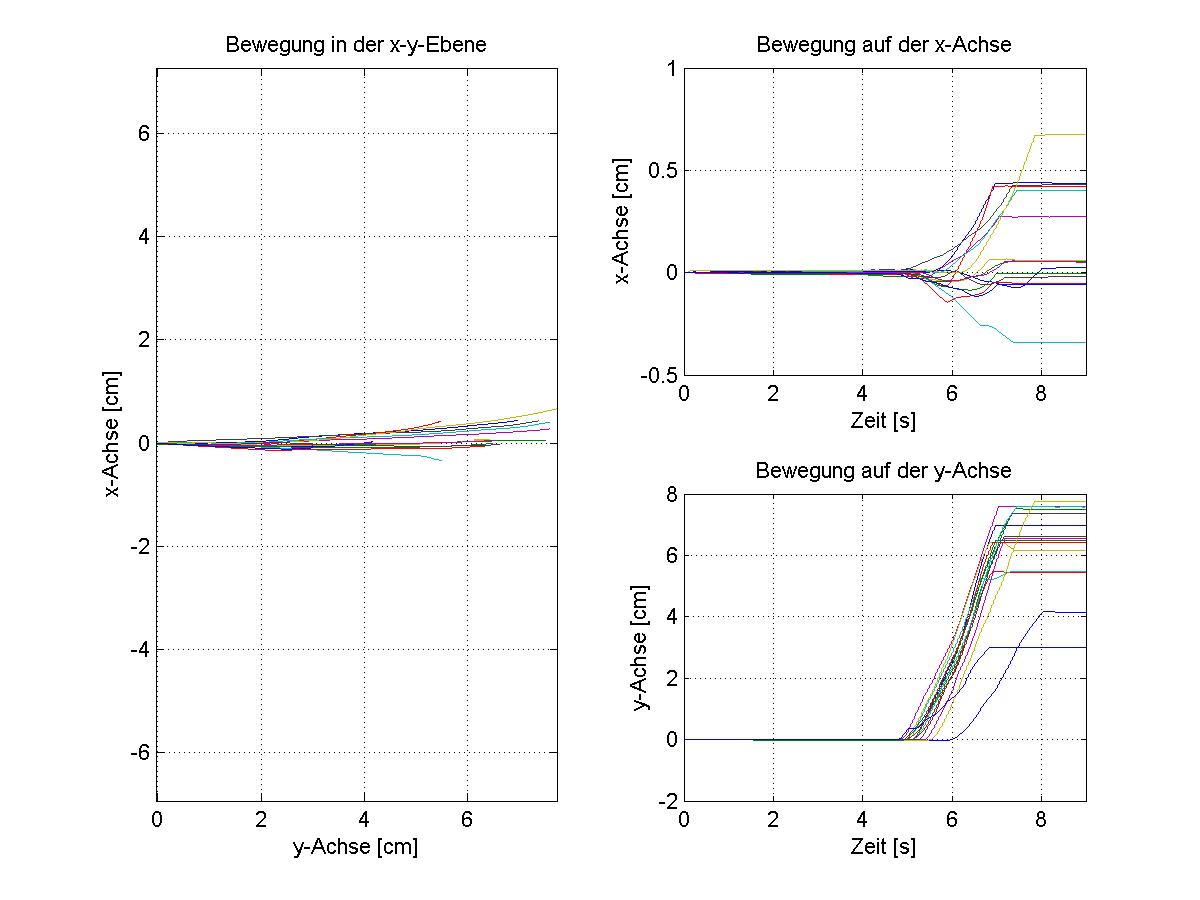 Bewegung in der x-y-Ebene
6
4
2
0
-2
-4
-6
x-Achse [cm]
0 2 4 6
y-Achse [cm]
Bewegung auf der x-Achse
1
0.5
0
-0.5
x-Achse [cm]
0 2 4 6 8
Zeit [s]
Bewegung auf der y-Achse
8
6
4
2
0
-2
y-Achse [cm]
0 2 4 6 8
Zeit [s]